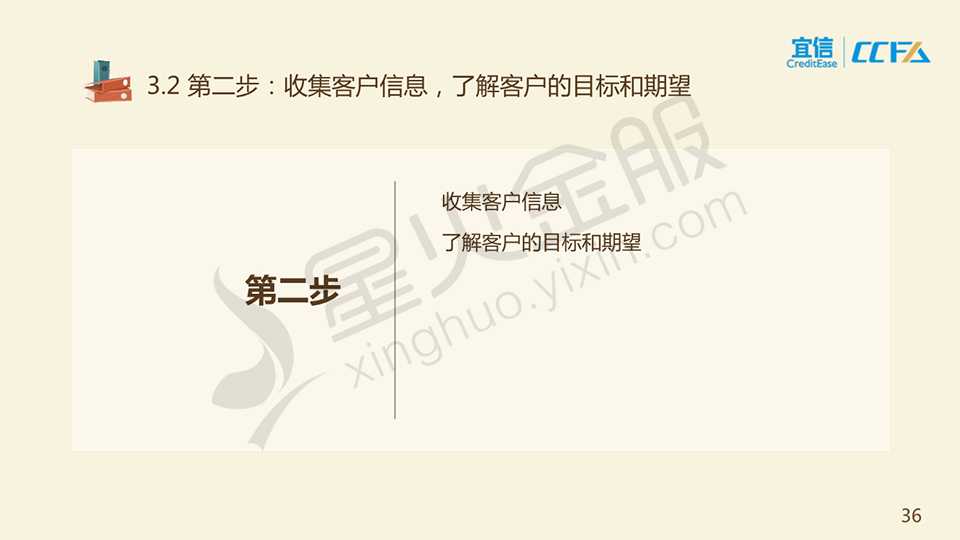 宜信
CreditEase
CCFA
3.2 第二步：收集客户信息，了解客户的目标和期望
收集客户信息
了解客户的目标和期望
第二步
星火金服
xinghuo.yixin.com
36